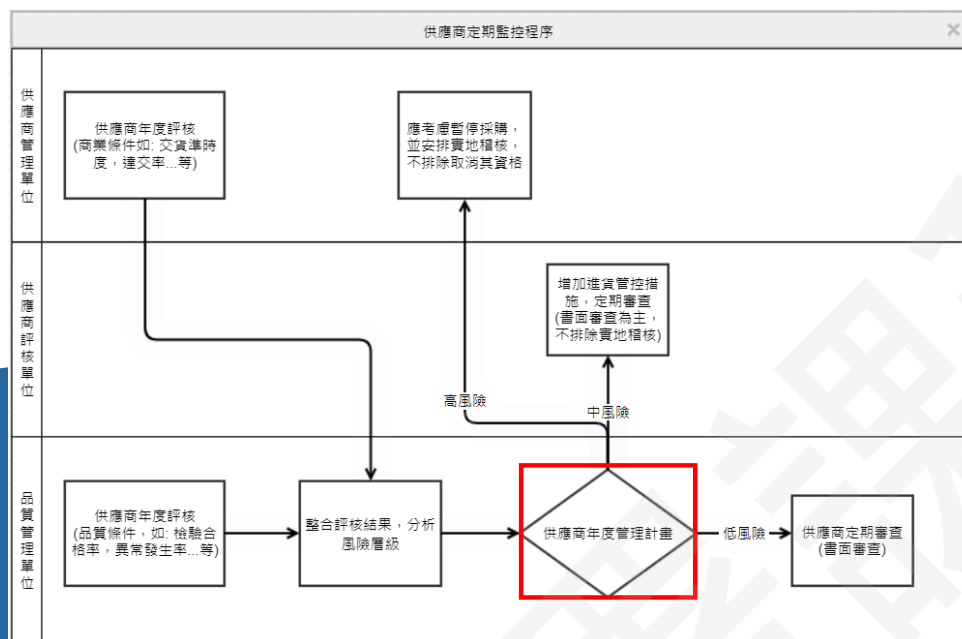 供應商定期監控程序
供應商管理單位
供應商年度評核
(商業條件如: 交貨準時
度，達交率...等)
應考慮暫停採購，
並安排實地稽核，
不排除取消其資格
供應商評核單位
增加進貨管控措
施，定期審查
(書面審查為主，
不排除實地稽核)
高風險
中風險
品質管理單位
供應商年度評核
(品質條件，如: 檢驗合
格率，異常發生率...等)
整合評核結果，分析
風險層級
供應商年度管理計畫
低風險
供應商定期審查
(書面審查)